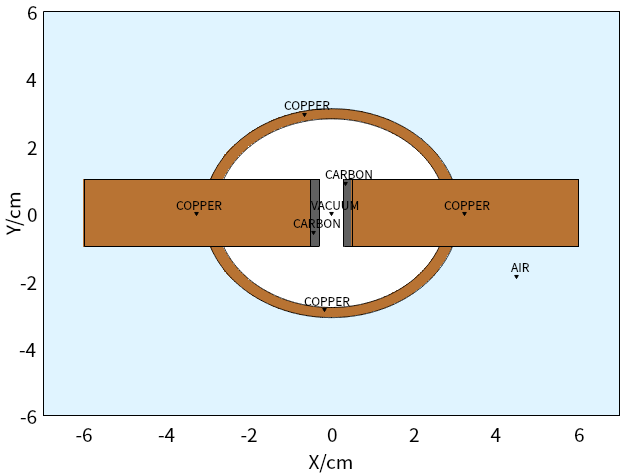 6
4
2
0
-2
-4
-6
Y/cm
COPPER
CARBON
COPPER
VACUUM
COPPER
CARBON
AIR
COPPER
-6
-4
-2
0
2
4
6
X/cm